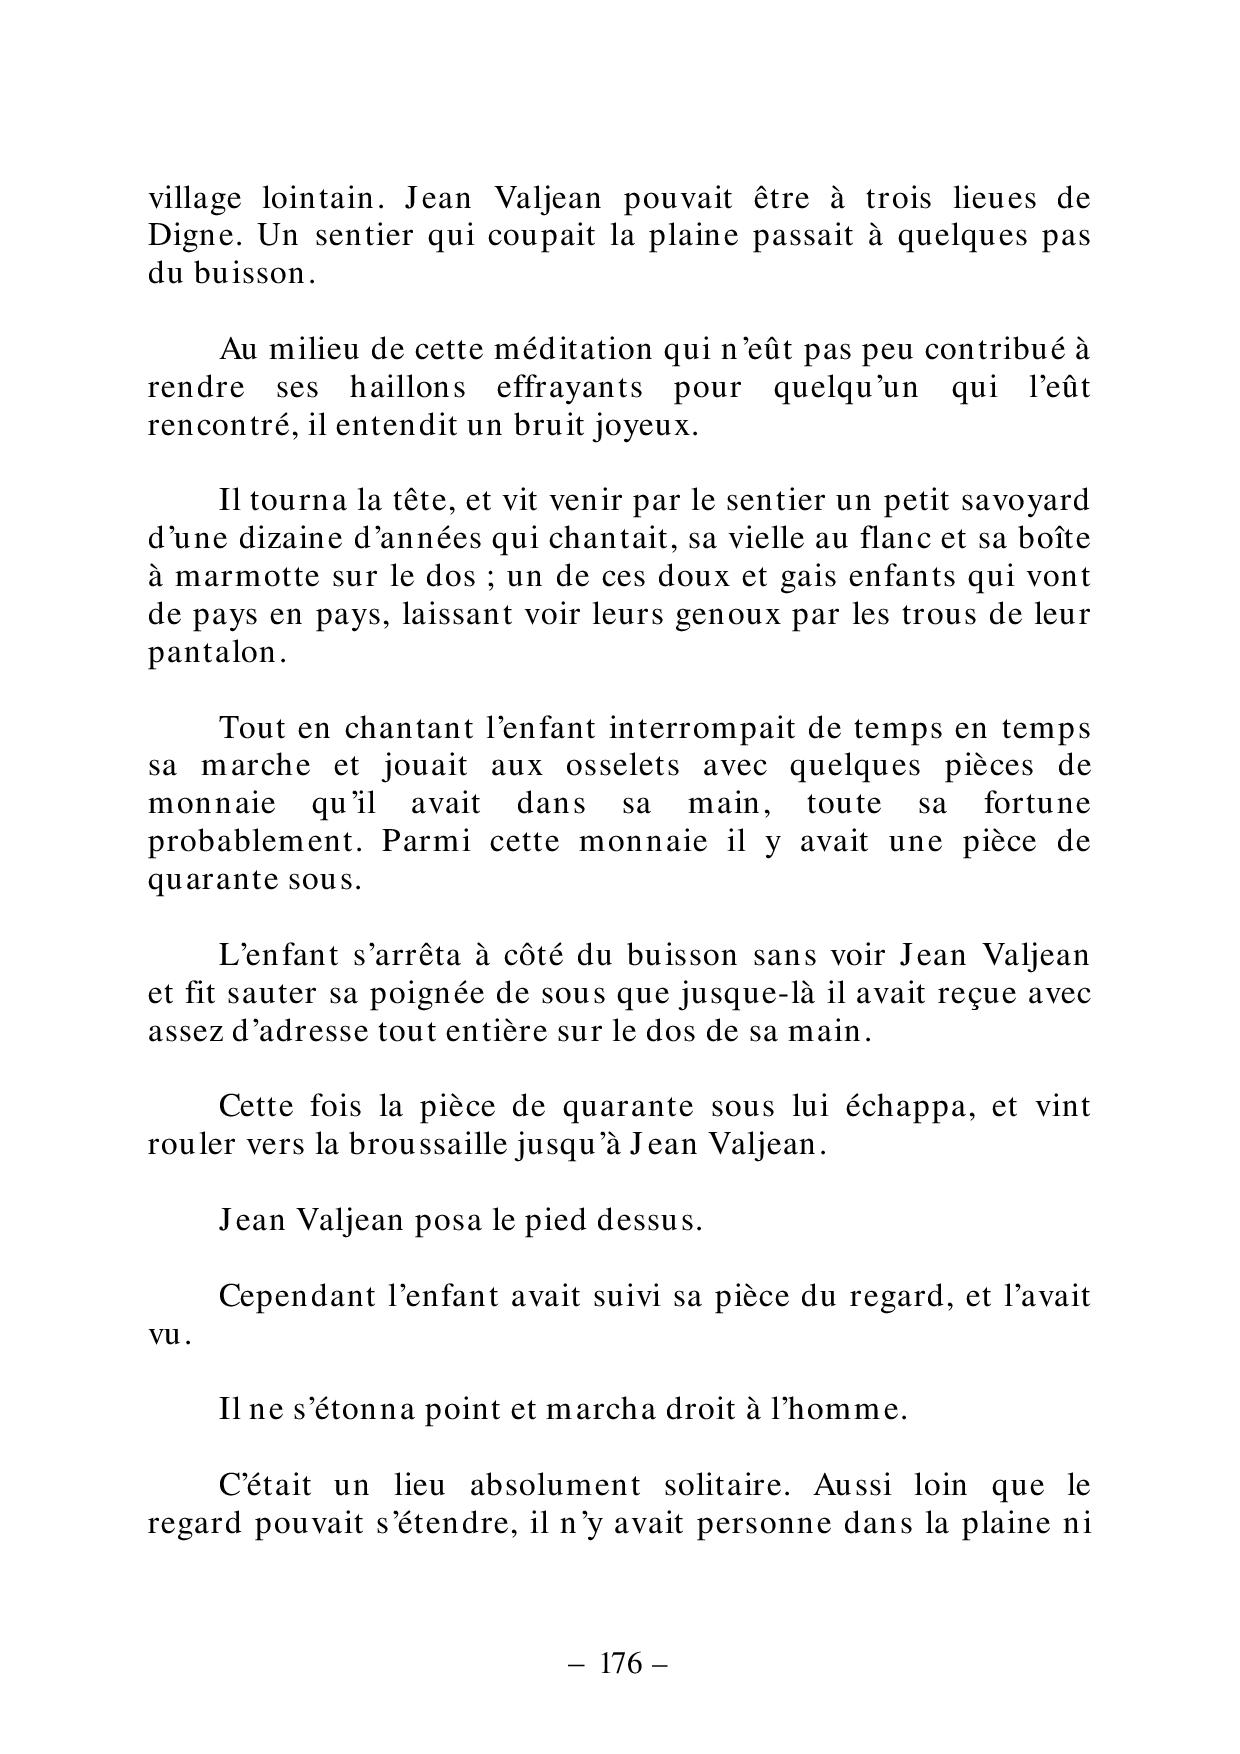 village lointain. Jean Valjean pouvait être à trois lieues de
Digne. Un sentier qui coupait la plaine passait à quelques pas
du buisson.
Au milieu de cette méditation qui n’eût pas peu contribué à
rendre ses haillons effrayants pour quelqu’un qui l’eût
rencontré, il entendit un bruit joyeux.
Il tourna la tête, et vit venir par le sentier un petit savoyard
d’une dizaine d’années qui chantait, sa vielle au flanc et sa boîte
à marmotte sur le dos ; un de ces doux et gais enfants qui vont
de pays en pays, laissant voir leurs genoux par les trous de leur
pantalon.
Tout en chantant l’enfant interrompait de temps en temps
sa marche et jouait aux osselets avec quelques pièces de
monnaie qu’il avait dans sa main, toute sa fortune
probablement. Parmi cette monnaie il y avait une pièce de
quarante sous.
L’enfant s’arrêta à côté du buisson sans voir Jean Valjean
et fit sauter sa poignée de sous que jusque-là il avait reçue avec
assez d’adresse tout entière sur le dos de sa main.
Cette fois la pièce de quarante sous lui échappa, et vint
rouler vers la broussaille jusqu’à Jean Valjean.
Jean Valjean posa le pied dessus.
Cependant l’enfant avait suivi sa pièce du regard, et l’avait
vu.
Il ne s’étonna point et marcha droit à l’homme.
C’était un lieu absolument solitaire. Aussi loin que le
regard pouvait s’étendre, il n’y avait personne dans la plaine ni
– 176 –